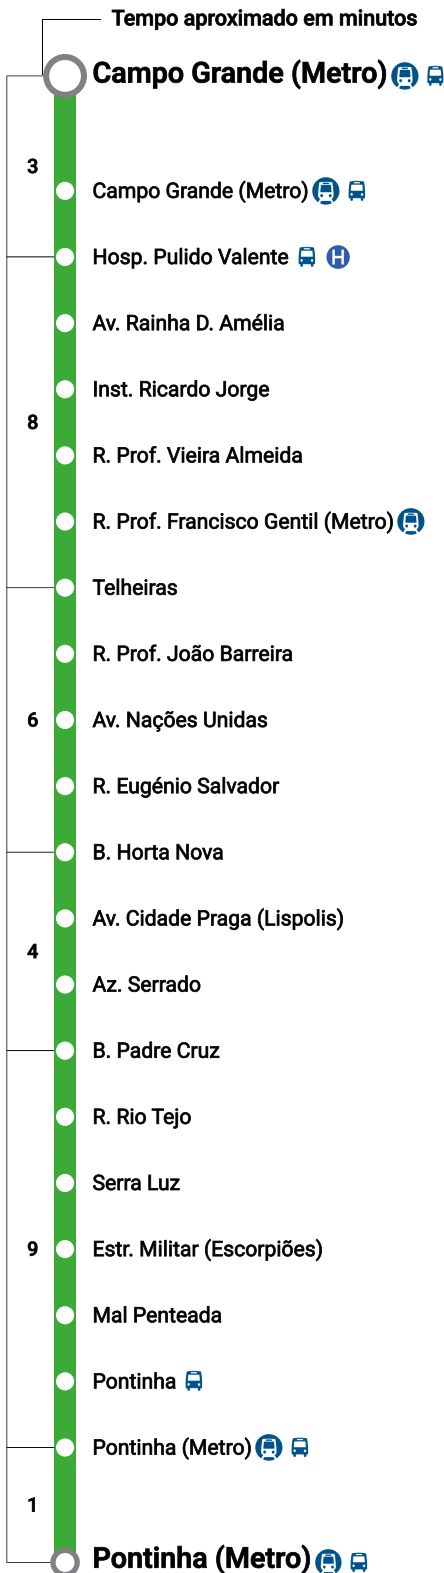 Tempo aproximado em minutos
Campo Grande (Metro)
3
Campo Grande (Metro)
Hosp. Pulido Valente H
Av. Rainha D. Amélia
Inst. Ricardo Jorge
8
R. Prof. Vieira Almeida
R. Prof. Francisco Gentil (Metro)
Telheiras
R. Prof. João Barreira
6
Av. Nações Unidas
R. Eugénio Salvador
B. Horta Nova
Av. Cidade Praga (Lispolis)
4
Az. Serrado
B. Padre Cruz
R. Rio Tejo
Serra Luz
9
Estr. Militar (Escorpiões)
Mal Penteada
Pontinha
Pontinha (Metro)
1
Pontinha (Metro)